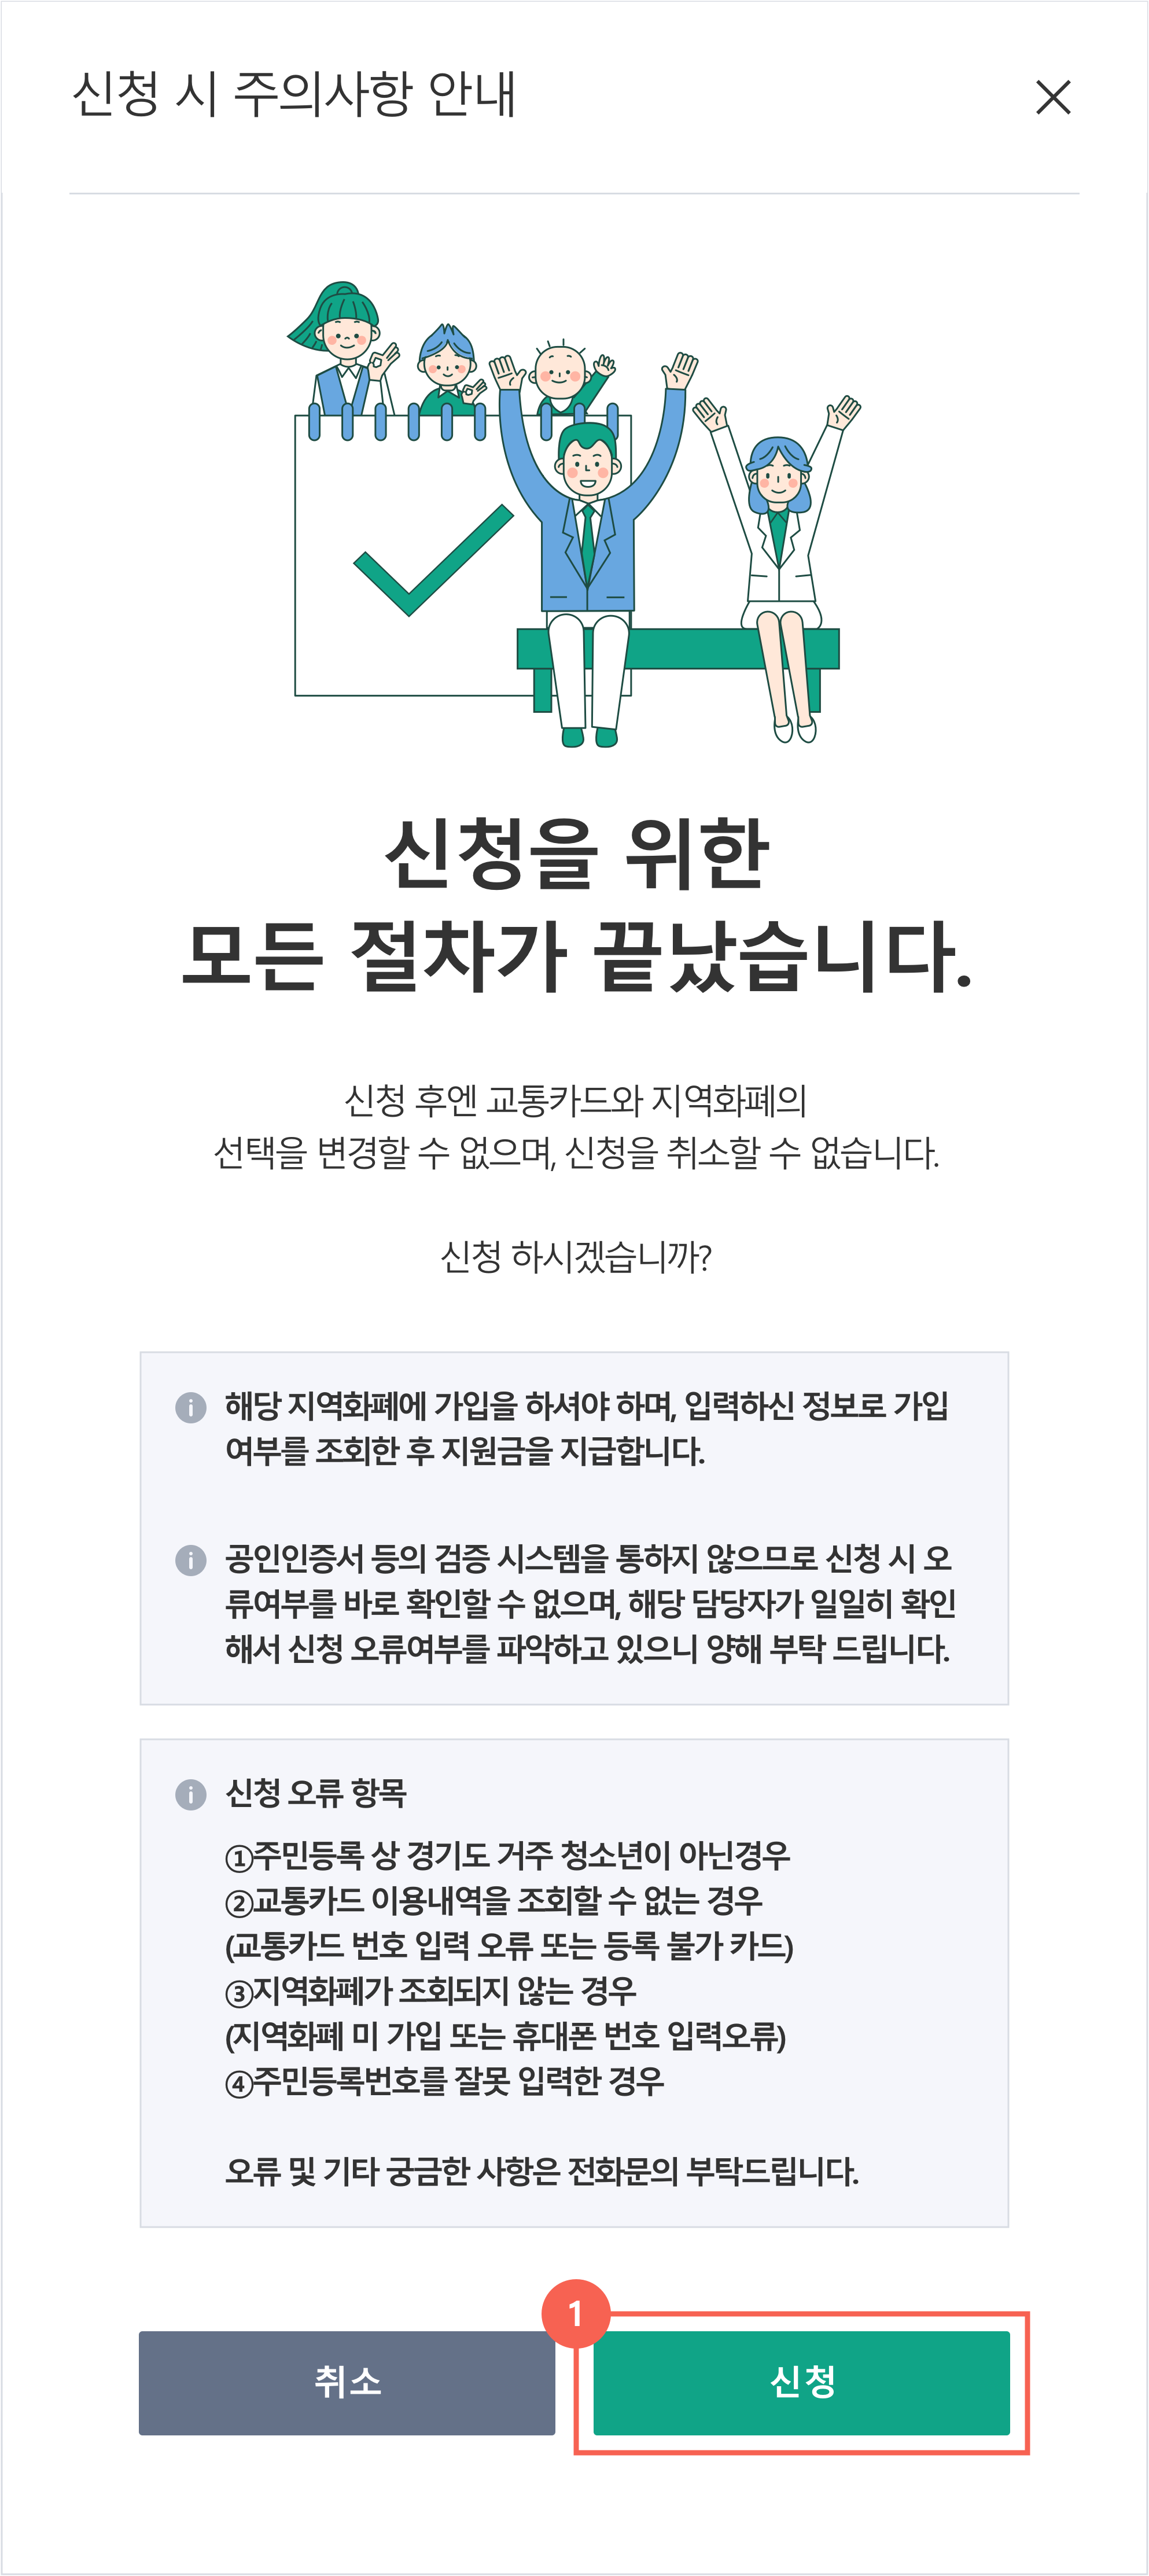 신청 시 주의사항 안내
신청을 위한
모든 절차가 끝났습니다.
신청 후엔 교통카드와 지역화폐의
선택을 변경할 수 없으며, 신청을 취소할 수 없습니다.
신청 하시겠습니까?
해당 지역화폐에 가입을 하셔야 하며, 입력하신 정보로 가입
여부를 조회한 후 지원금을 지급합니다.
공인인증서 등의 검증 시스템을 통하지 않으므로 신청 시 오
류여부를 바로 확인할 수 없으며, 해당 담당자가 일일히 확인
해서 신청 오류여부를 파악하고 있으니 양해 부탁 드립니다.
신청 오류 항목
①주민등록 상 경기도 거주 청소년이 아닌경우
②교통카드 이용내역을 조회할 수 없는 경우
(교통카드 번호 입력 오류 또는 등록 불가 카드)
③지역화폐가 조회되지 않는 경우
(지역화폐 미 가입 또는 휴대폰 번호 입력오류)
④주민등록번호를 잘못 입력한 경우
오류 및 기타 궁금한 사항은 전화문의 부탁드립니다.
1
취소
신청